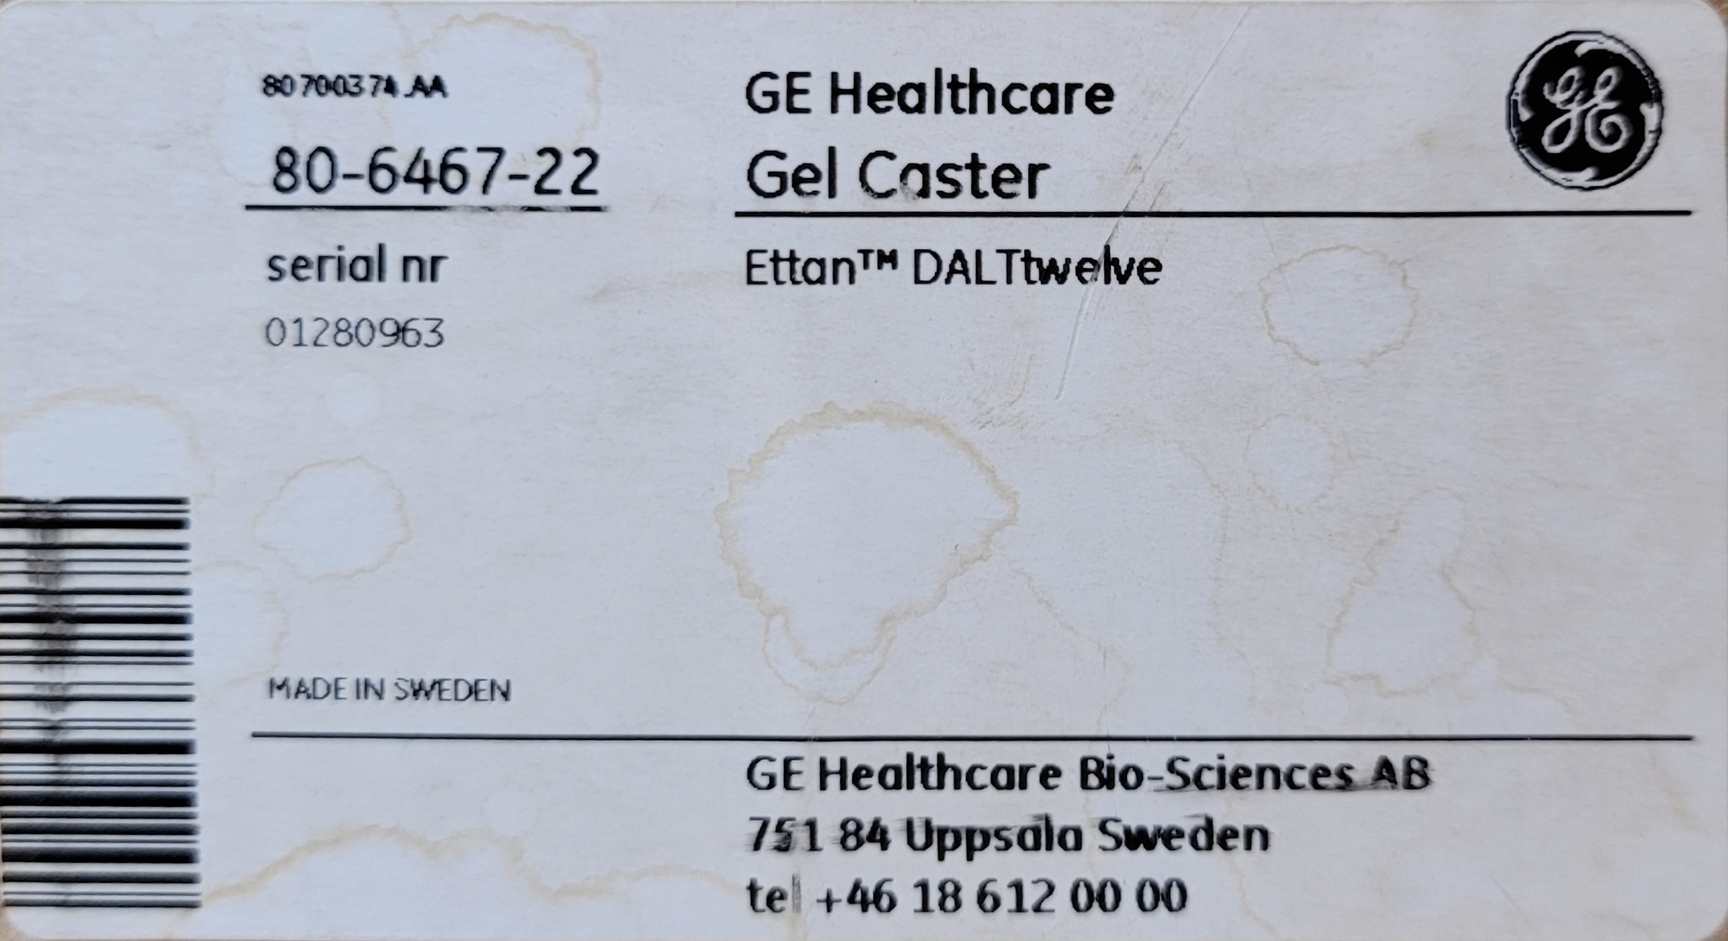 80700374 AA
80-6467-22
serial nr
01280963
GE Healthcare
Gel Caster
Ettan™ DALTtwelve
GE
MADE IN SWEDEN
GE Healthcare Bio-Sciences AB
751 84 Uppsala Sweden
tel +46 18 612 00 00